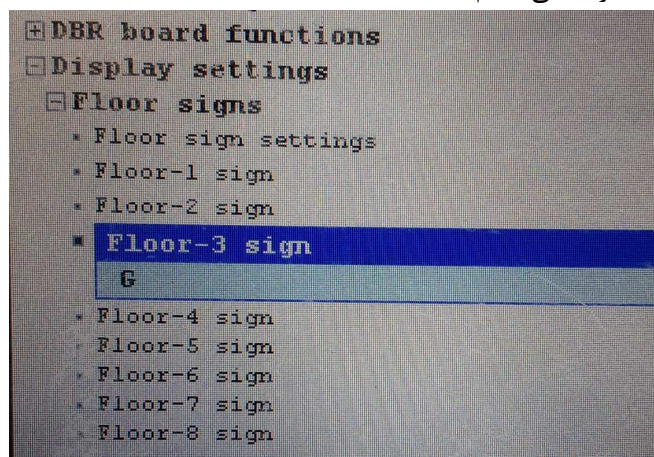 DBR board functions
Display settings
Floor signs
Floor sign settings
Floor-1 sign
Floor-2 sign
Floor-3 sign
G
Floor-4 sign
Floor-5 sign
Floor-6 sign
Floor-7 sign
Floor-8 sign